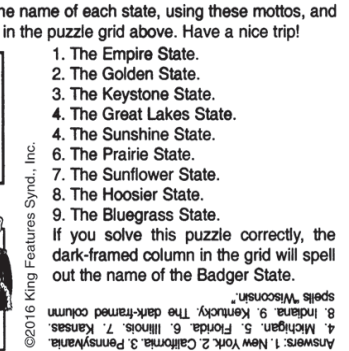 he name of each state, using these mottos, and
in the puzzle grid above. Have a nice trip!
1. The Empire State.
2. The Golden State.
3. The Keystone State.
4. The Great Lakes State.
4. The Sunshine State.
6. The Prairie State.
7. The Sunflower State.
8. The Hoosier State.
9. The Bluegrass State.
If you solve this puzzle correctly, the
dark-framed column in the grid will spell
out the name of the Badger State.
©2016 King Features Synd., Inc.
Answers: 1. New York. 2. California. 3. Pennsylvania.
4. Michigan. 5. Florida. 6. Illinois. 7. Kansas.
8. Indiana. 9. Kentucky. The dark-framed column
spells "Wisconsin."